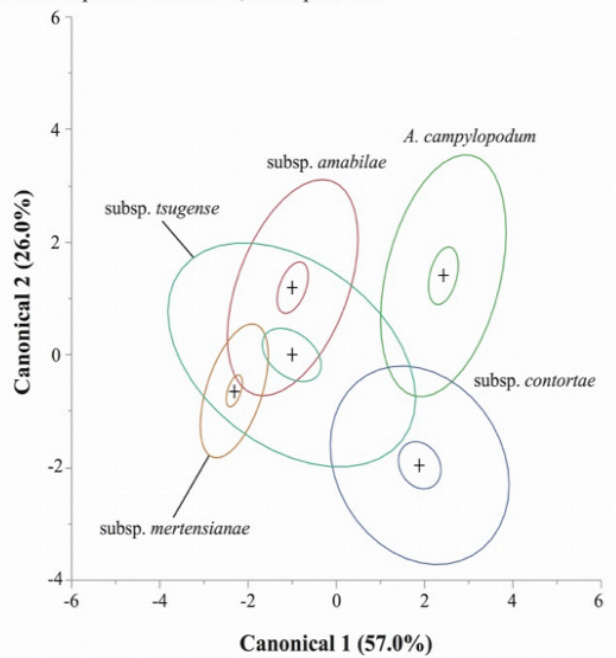 6
A. campylopodum
4
subsp. amabilae
subsp. tsugense
2
Canonical 2 (26.0%)
0
subsp. contortae
-2
subsp. mertensianae
-4
-6 -4 -2 0 2 4 6
Canonical 1 (57.0%)